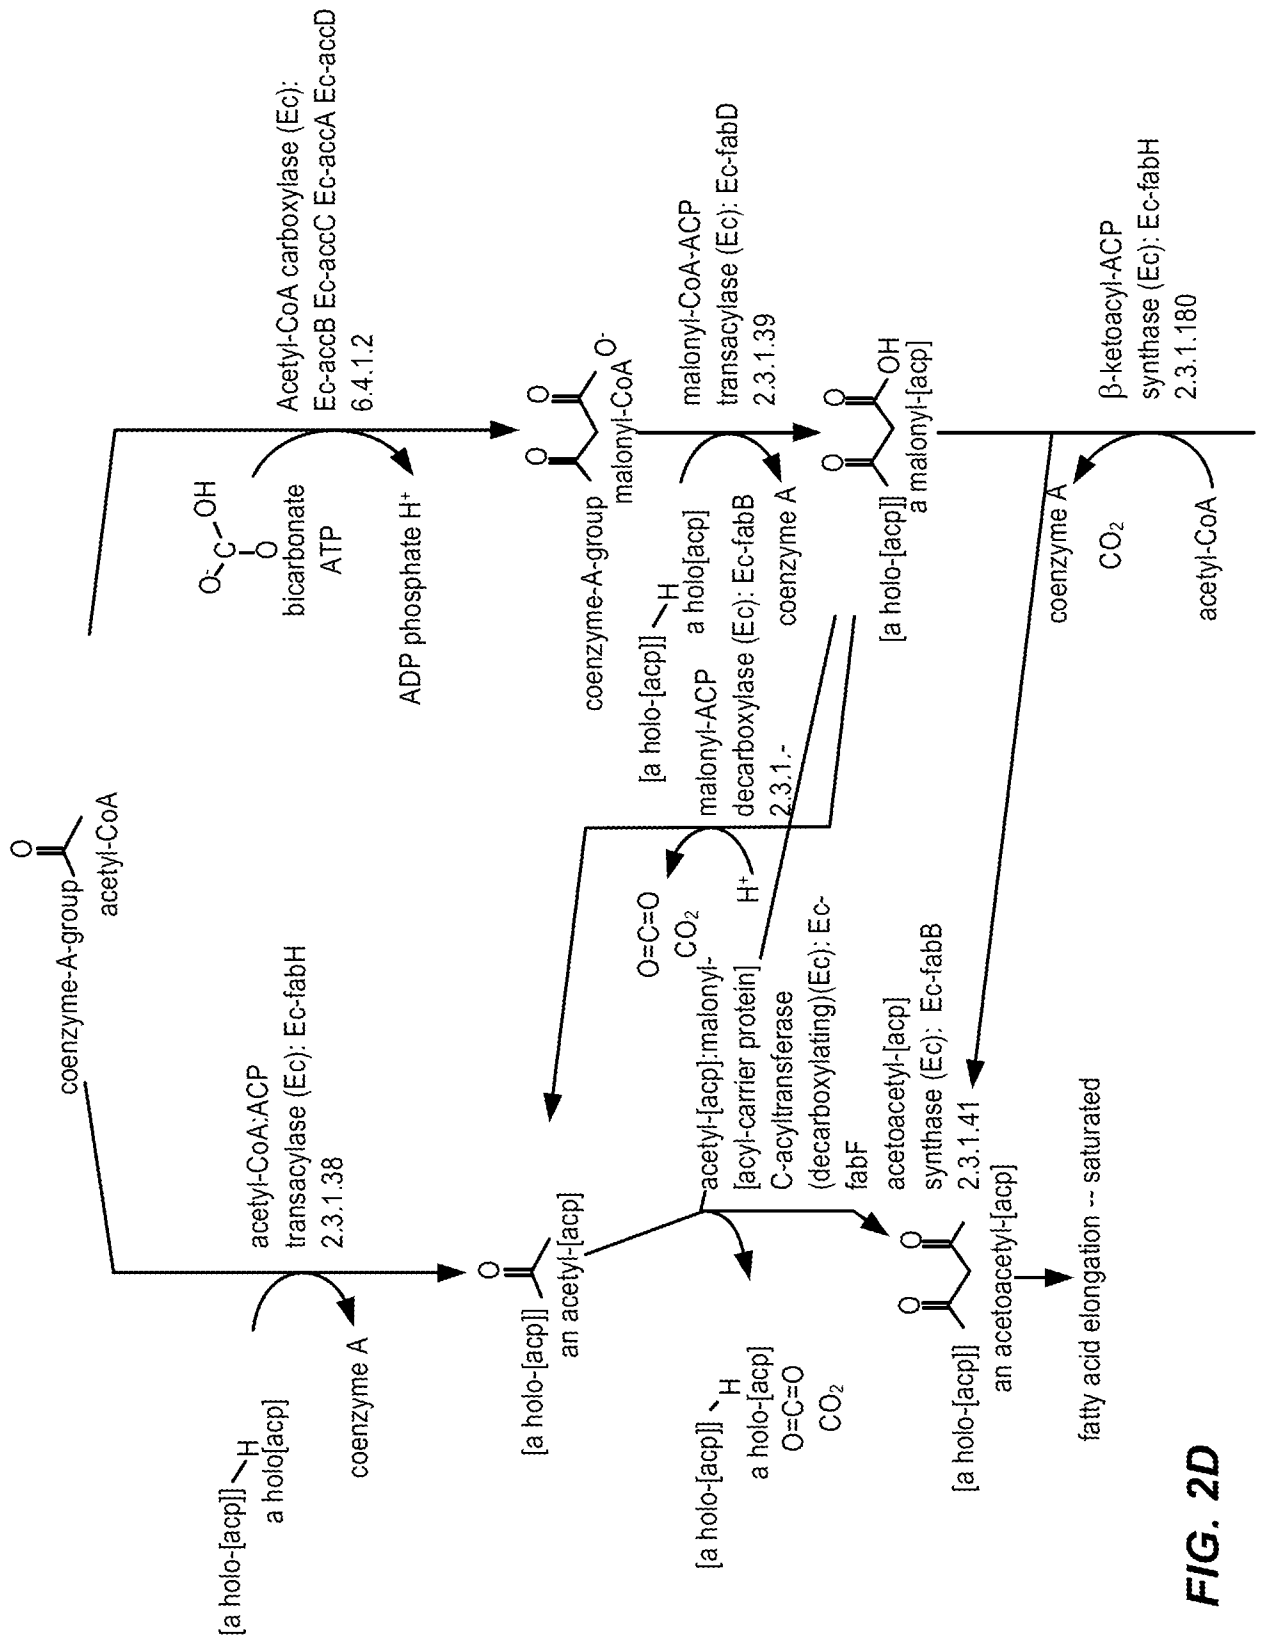 O
coenzyme-A-group
acetyl-CoA
[a holo-[acp]]
H
a holo[acp]
coenzyme A
acetyl-CoA:ACP
transacylase (Ec): Ec-fabH
2.3.1.38
O- C OH
O
bicarbonate
ATP
ADP phosphate H+
Acetyl-CoA carboxylase (Ec):
Ec-accB Ec-accC Ec-accA Ec-accD
6.4.1.2
O
[a holo-[acp]]
an acetyl-[acp]
O O
O-
coenzyme-A-group
malonyl-CoA
[a holo-[acp]]
H
a holo[acp]
coenzyme A
malonyl-CoA-ACP
transacylase (Ec): Ec-fabD
2.3.1.39
malonyl-ACP
decarboxylase (Ec): Ec-fabB
2.3.1.-
O=C=O
CO2
H+
O O
OH
[a holo-[acp]]
a malonyl-[acp]
[a holo-[acp]]
H
a holo-[acp]
O=C=O
CO2
acetyl-[acp]:malonyl-
[acyl-carrier protein]
C-acyltransferase
(decarboxylating)(Ec): Ec-
fabF
acetoacetyl-[acp]
synthase (Ec): Ec-fabB
2.3.1.41
coenzyme A
CO2
acetyl-CoA
β-ketoacyl-ACP
synthase (Ec): Ec-fabH
2.3.1.180
O O
[a holo-[acp]]
an acetoacetyl-[acp]
fatty acid elongation -- saturated
FIG. 2D